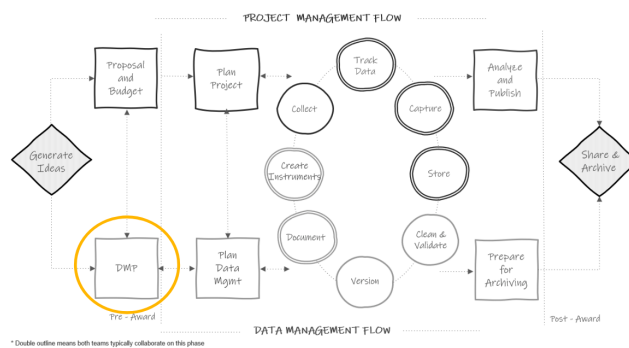 PROJECT MANAGEMENT FLOW
Proposal
and
Budget
Plan
Project
Track
Data
Analyze
and
Publish
Collect
Capture
Generate
Ideas
Create
Instruments
Store
Share &
Archive
Document
Clean &
Validate
DMP
Plan
Data
Mgmt
Version
Prepare
for
Archiving
Pre - Award
Post - Award
DATA MANAGEMENT FLOW
* Double outline means both teams typically collaborate on this phase